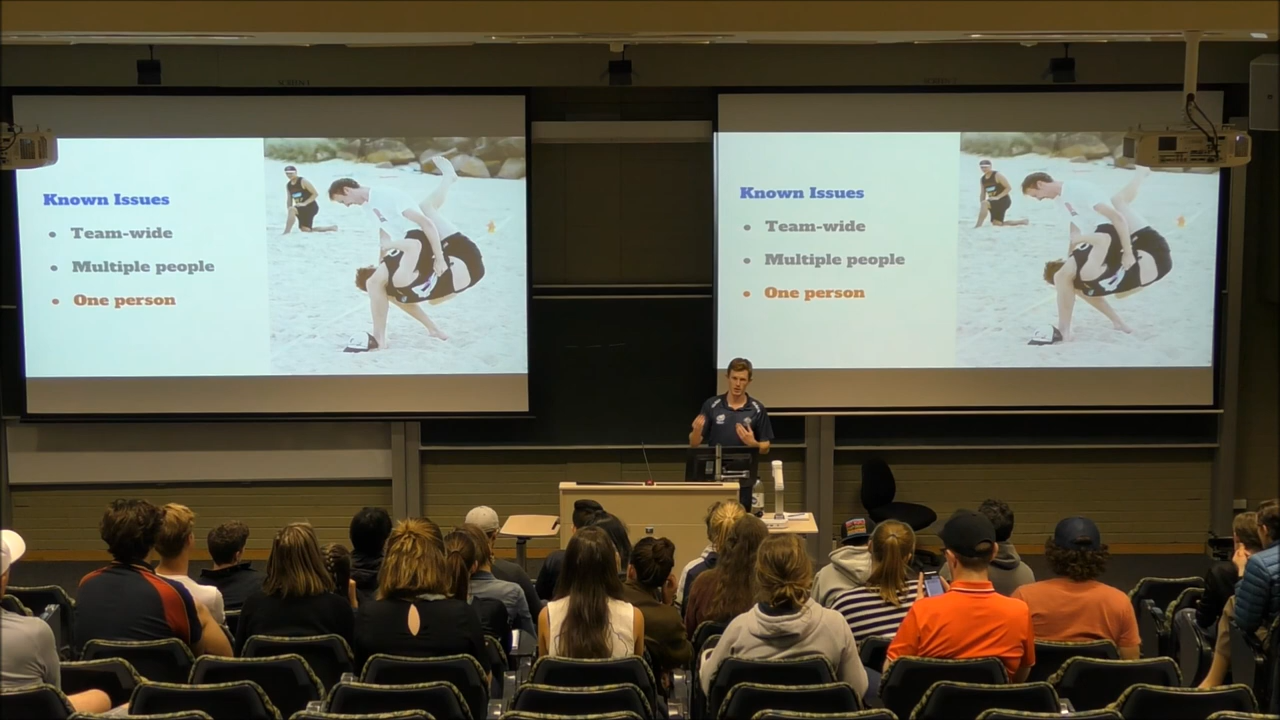 Known Issues
Team-wide
Multiple people
One person
Known Issues
Team-wide
Multiple people
One person